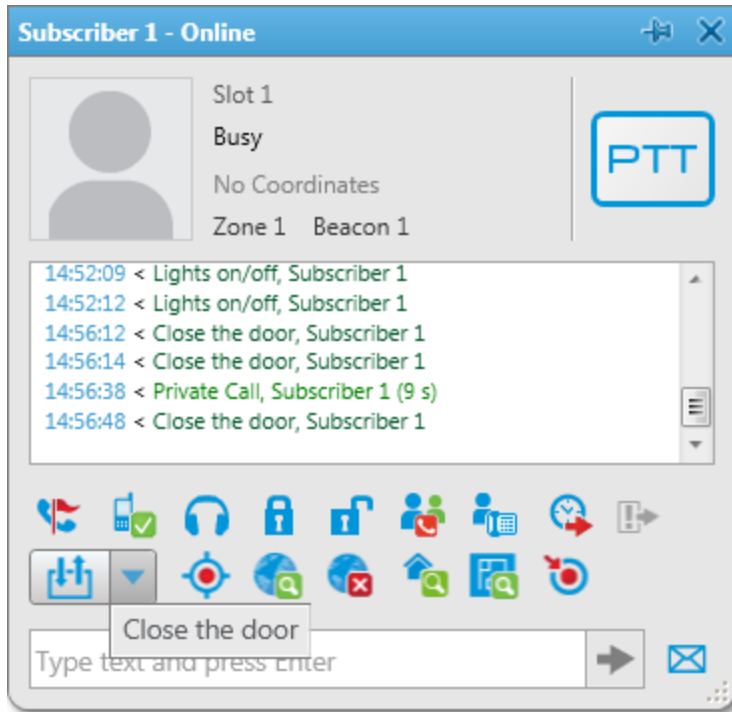 Subscriber 1 - Online
Slot 1
Busy
PTT
No Coordinates
Zone 1 Beacon 1
14:52:09 < Lights on/off, Subscriber 1
14:52:12 < Lights on/off, Subscriber 1
14:56:12 < Close the door, Subscriber 1
14:56:14 < Close the door, Subscriber 1
14:56:38 < Private Call, Subscriber 1 (9 s)
14:56:48 < Close the door, Subscriber 1
Close the door
Type text and press Enter